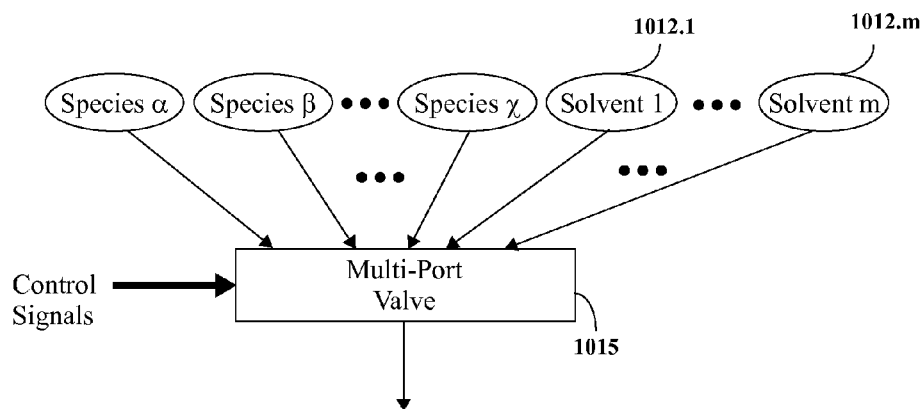 1012.1
1012.m
Species α
Species β
Species χ
Solvent 1
Solvent m
Multi-Port
Valve
Control
Signals
1015